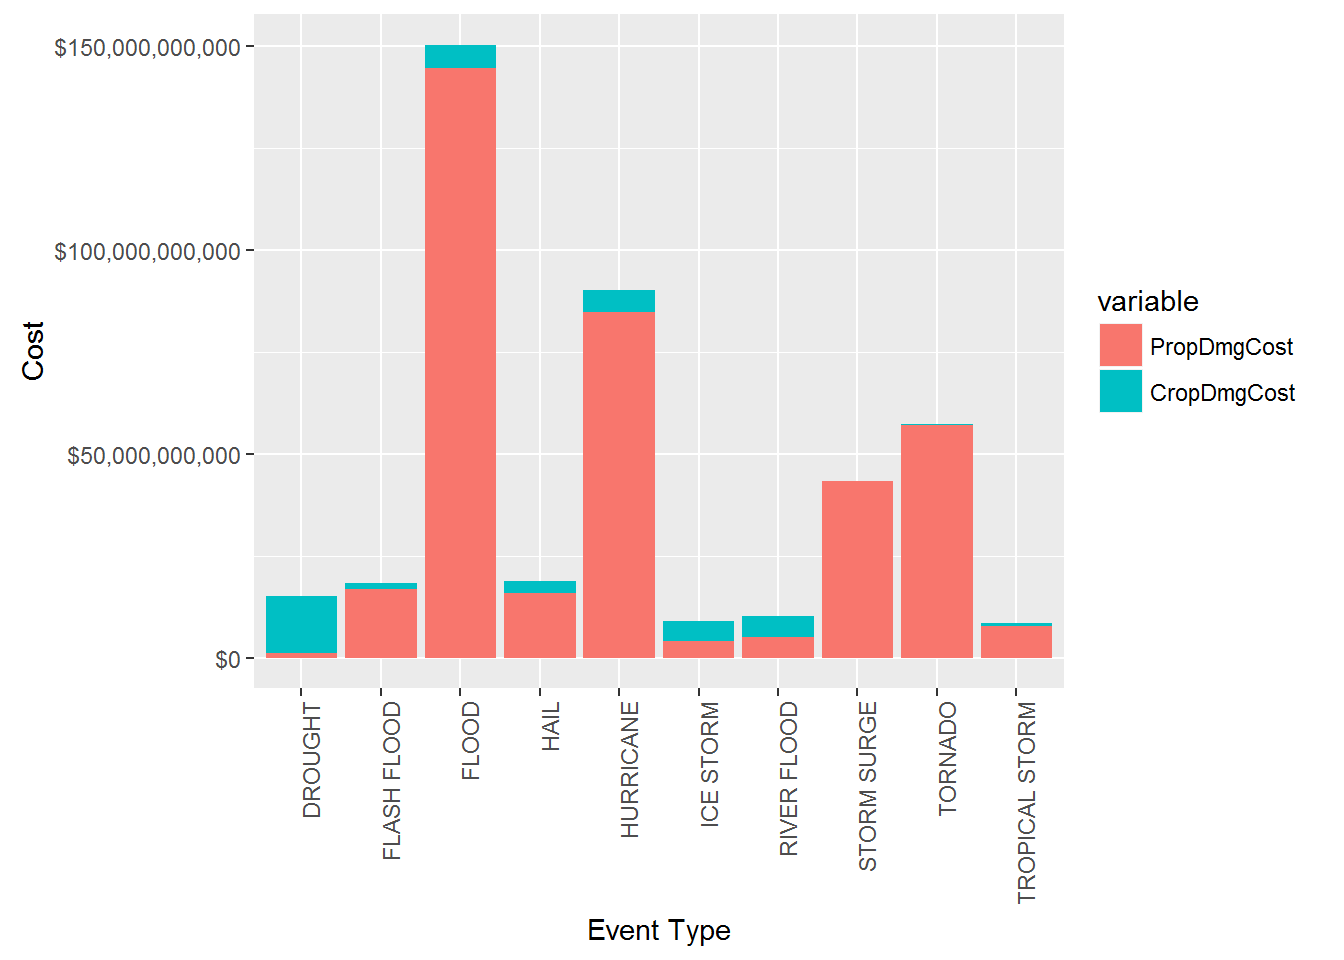 $150,000,000,000
$100,000,000,000
$50,000,000,000
$0
Cost
DROUGHT
FLASH FLOOD
FLOOD
HAIL
HURRICANE
ICE STORM
RIVER FLOOD
STORM SURGE
TORNADO
TROPICAL STORM
Event Type
variable
PropDmgCost
CropDmgCost